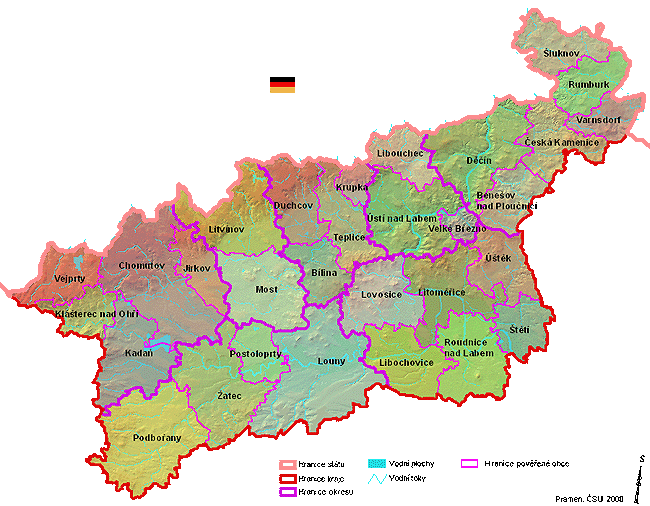 Šluknov
Rumburk
Varnsdorf
Česká Kamenice
Libouchec
Děčín
Krupka
Benešov
nad Ploučnicí
Duchcov
Ústí nad Labem
Litvínov
Teplice
Velké Březno
Úštěk
Chomutov
Jirkov
Bílina
Vejprty
Most
Lovosice
Litoměřice
Klášterec nad Ohří
Štětí
Roudnice
nad Labem
Kadaň
Postoloprty
Louny
Libochovice
Žatec
Podbořany
S
Hranice státu
Vodní plochy
Hranice pověřené obce
Hranice kraje
Vodní toky
Hranice okresu
Pramen: ČSÚ 2000